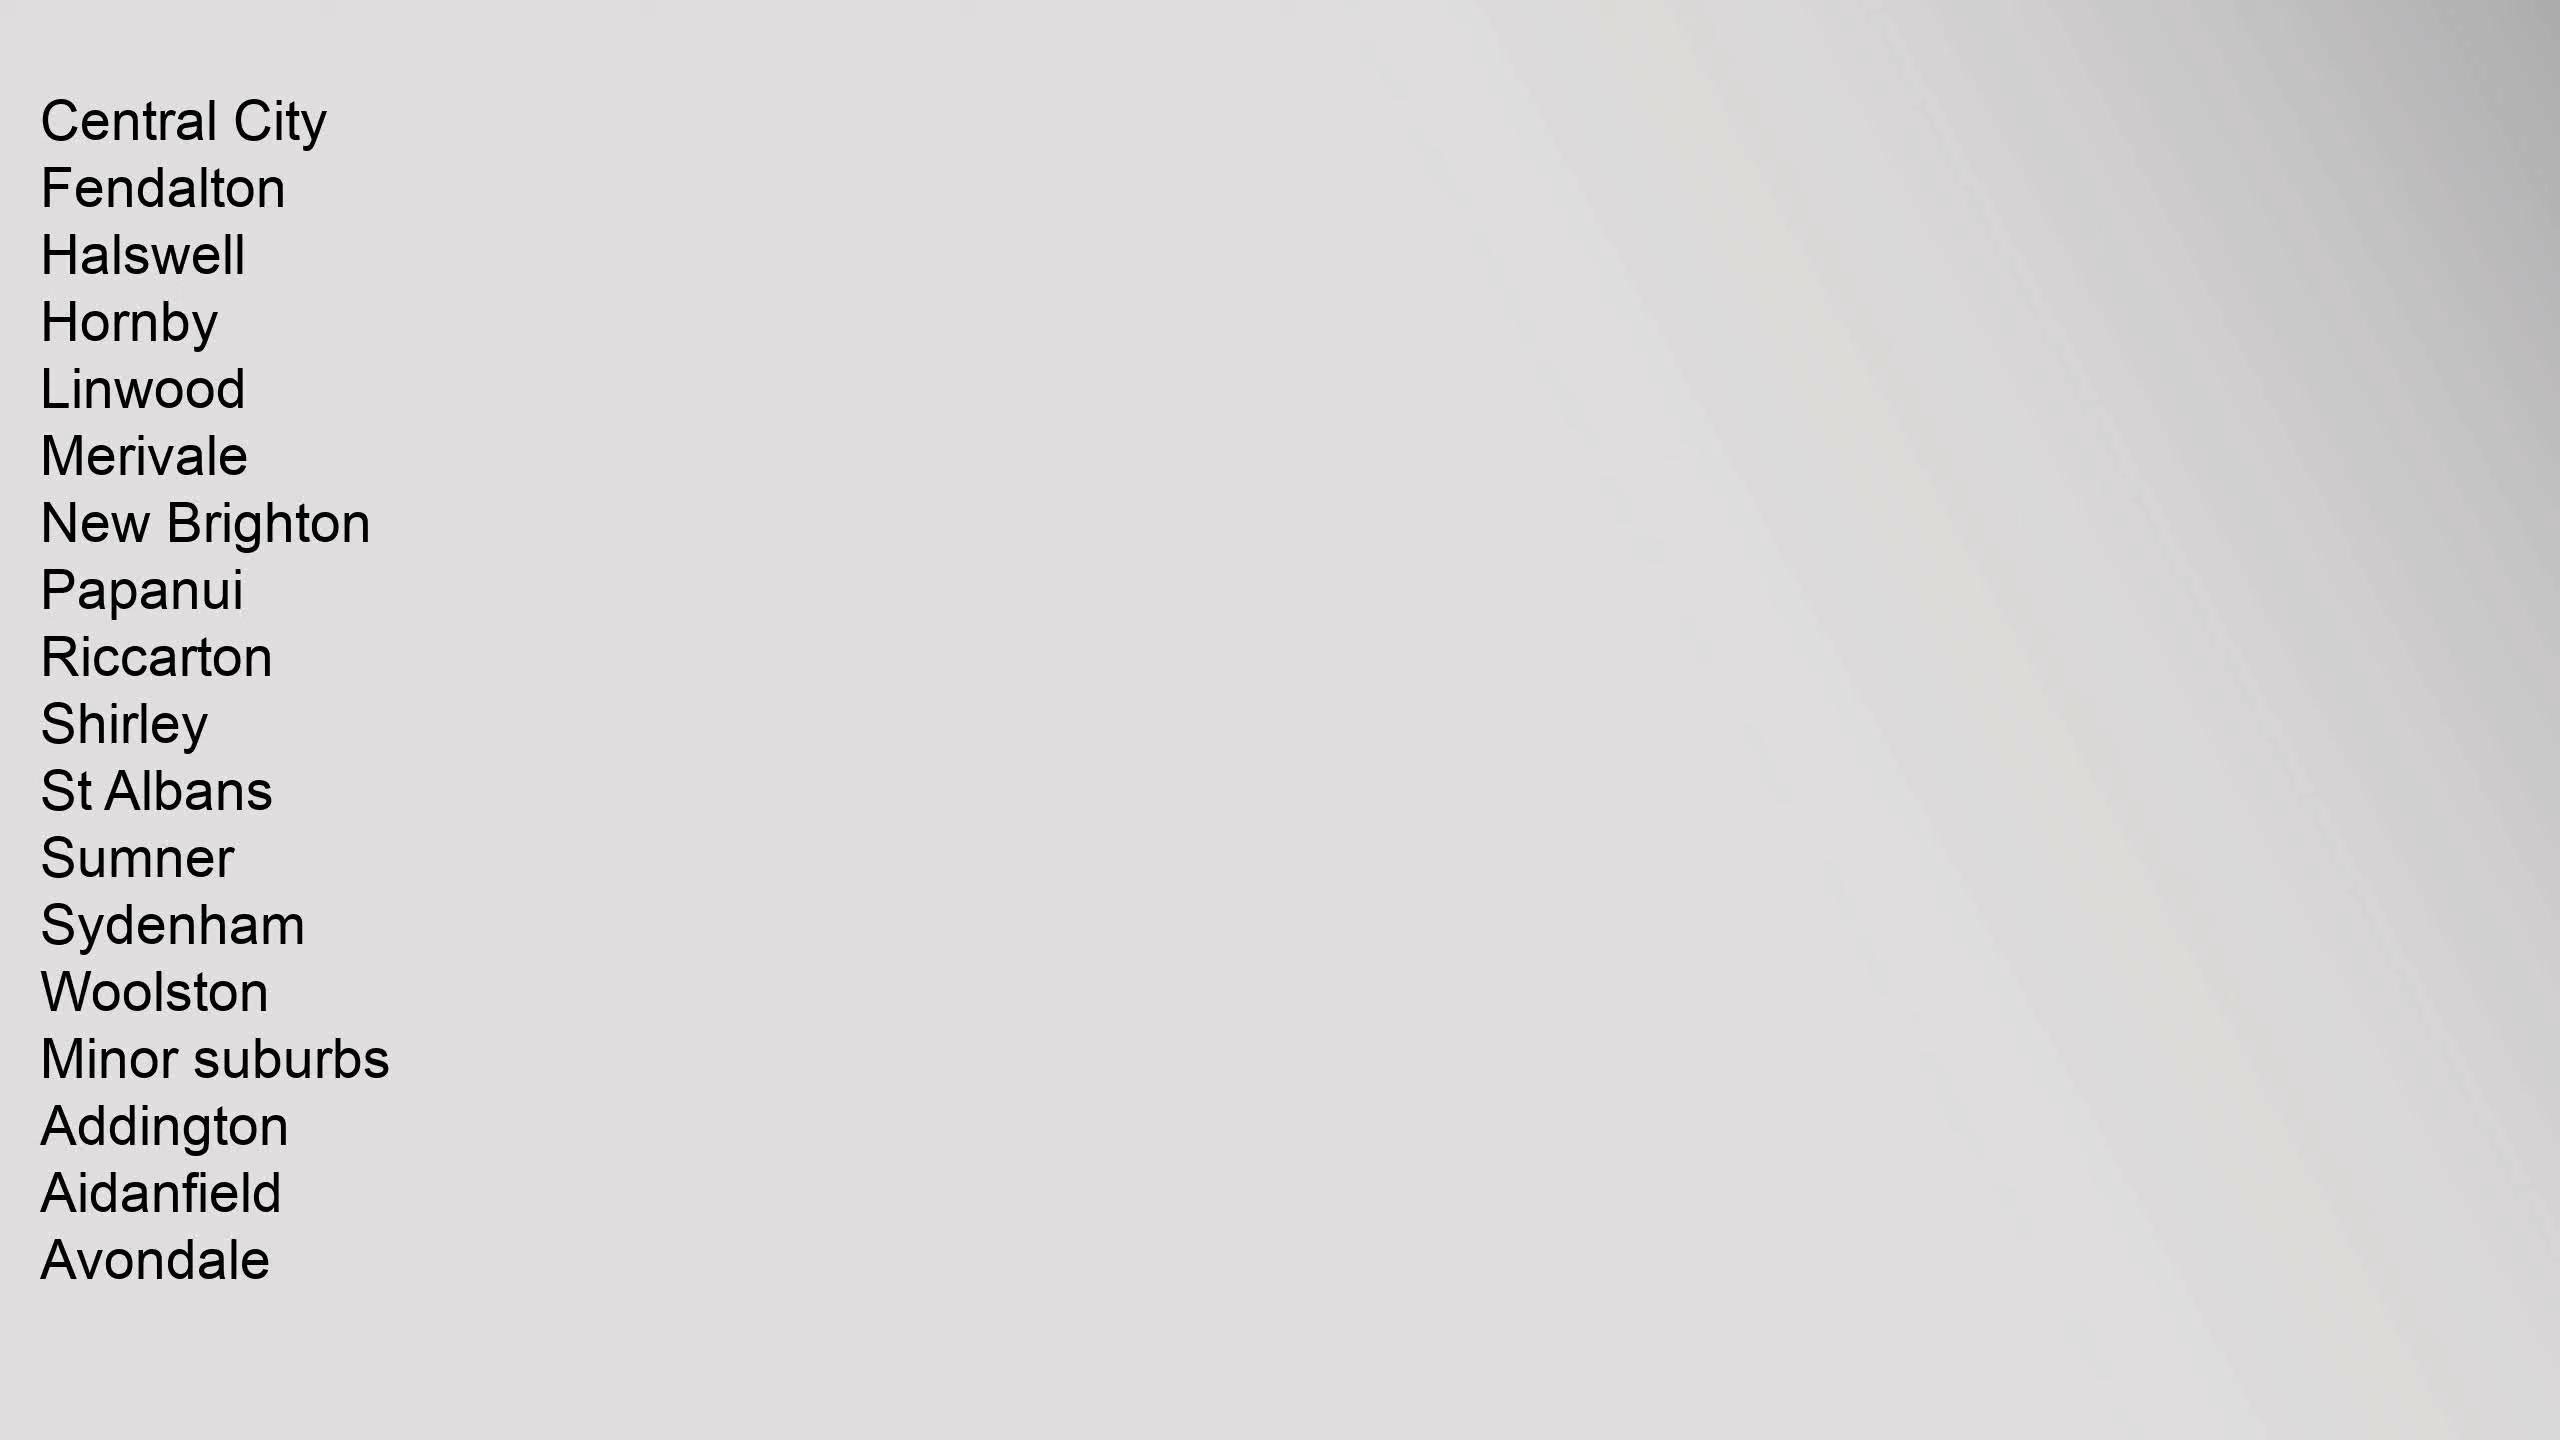 Central City
Fendalton
Halswell
Hornby
Linwood
Merivale
New Brighton
Papanui
Riccarton
Shirley
St Albans
Sumner
Sydenham
Woolston
Minor suburbs
Addington
Aidanfield
Avondale